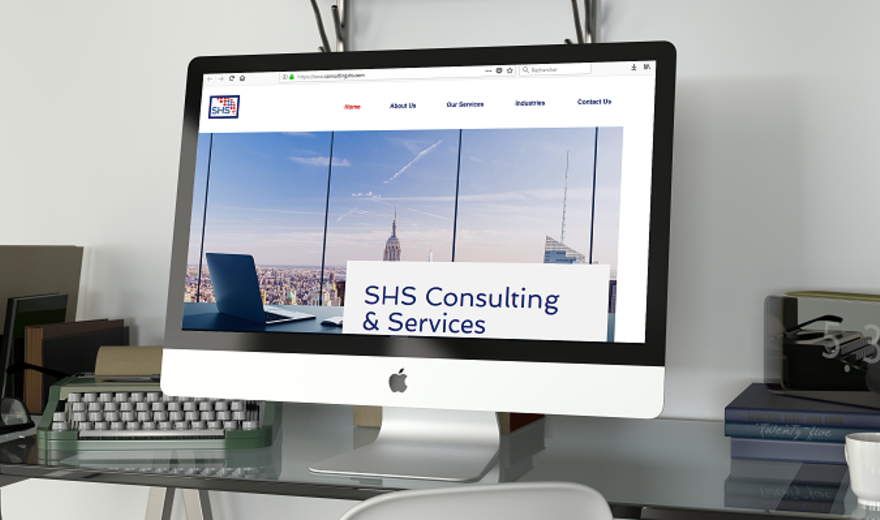 https://www.consultingshs.com
Rechercher
SHS
Home
About Us
Our Services
Industries
Contact Us
SHS Consulting
& Services
Twenty-five